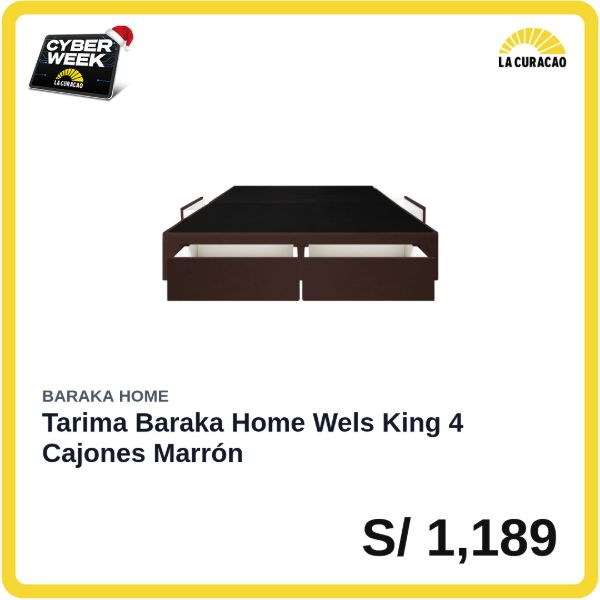 CYBER
WEEK
LA CURACAO
LA CURACAO
BARAKA HOME
Tarima Baraka Home Wels King 4
Cajones Marrón
S/ 1,189